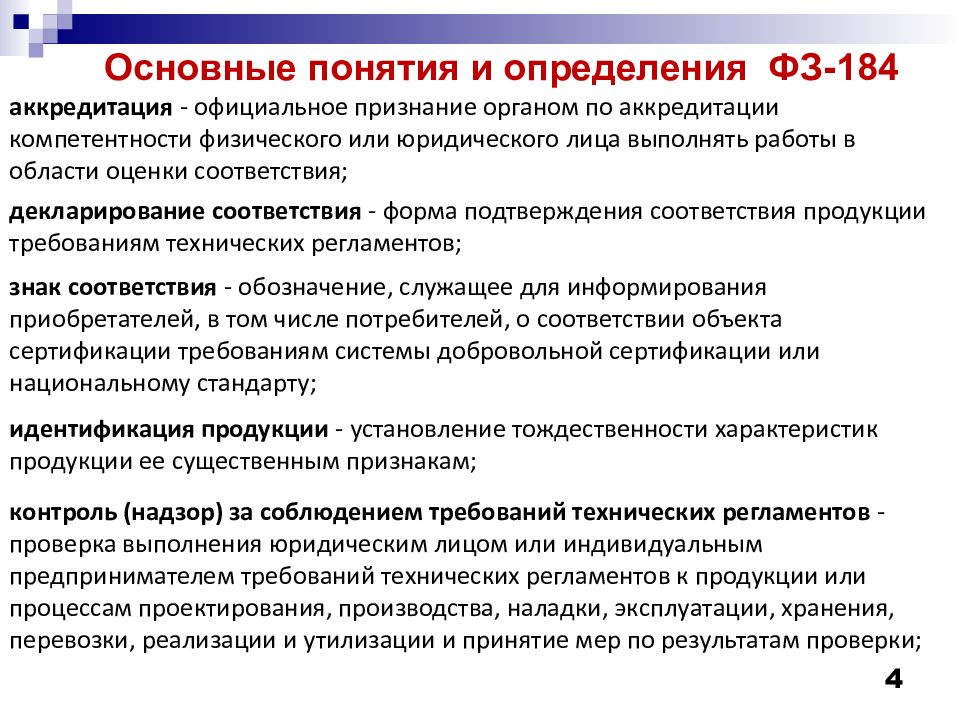 Основные понятия и определения ФЗ-184
аккредитация - официальное признание органом по аккредитации
компетентности физического или юридического лица выполнять работы в
области оценки соответствия;
декларирование соответствия - форма подтверждения соответствия продукции
требованиям технических регламентов;
знак соответствия - обозначение, служащее для информирования
приобретателей, в том числе потребителей, о соответствии объекта
сертификации требованиям системы добровольной сертификации или
национальному стандарту;
идентификация продукции - установление тождественности характеристик
продукции ее существенным признакам;
контроль (надзор) за соблюдением требований технических регламентов -
проверка выполнения юридическим лицом или индивидуальным
предпринимателем требований технических регламентов к продукции или
процессам проектирования, производства, наладки, эксплуатации, хранения,
перевозки, реализации и утилизации и принятие мер по результатам проверки;
4